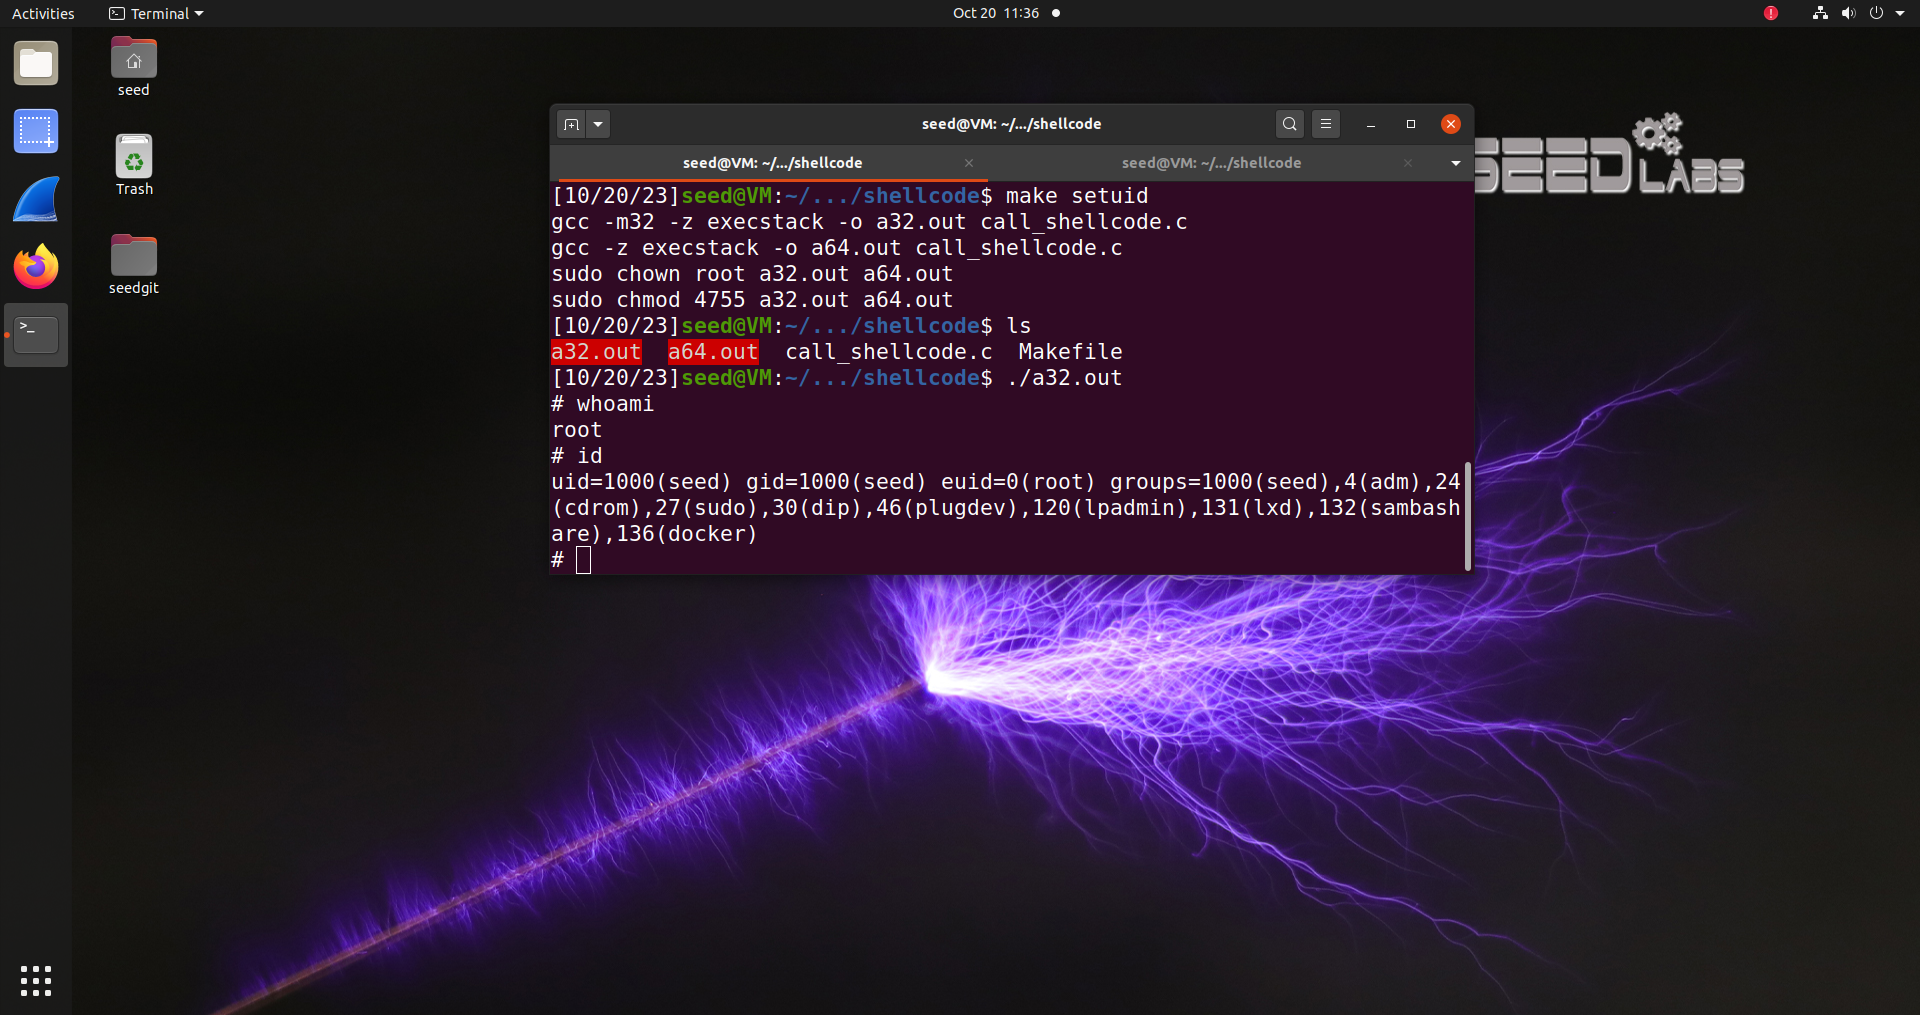 Activities
Terminal
Oct 20 11:36
seed
Trash
seedgit
SEED
LABS
seed@VM: ~/.../shellcode
seed@VM: ~/.../shellcode
seed@VM: ~/.../shellcode
[10/20/23]seed@VM:~/.../shellcode$ make setuid
gcc -m32 -z execstack -o a32.out call_shellcode.c
gcc -z execstack -o a64.out call_shellcode.c
sudo chown root a32.out a64.out
sudo chmod 4755 a32.out a64.out
[10/20/23]seed@VM:~/.../shellcode$ ls
a32.out a64.out call_shellcode.c Makefile
[10/20/23]seed@VM:~/.../shellcode$ ./a32.out
# whoami
root
# id
uid=1000(seed) gid=1000(seed) euid=0(root) groups=1000(seed),4(adm),24
(cdrom),27(sudo),30(dip),46(plugdev),120(lpadmin),131(lxd),132(sambash
are),136(docker)
#